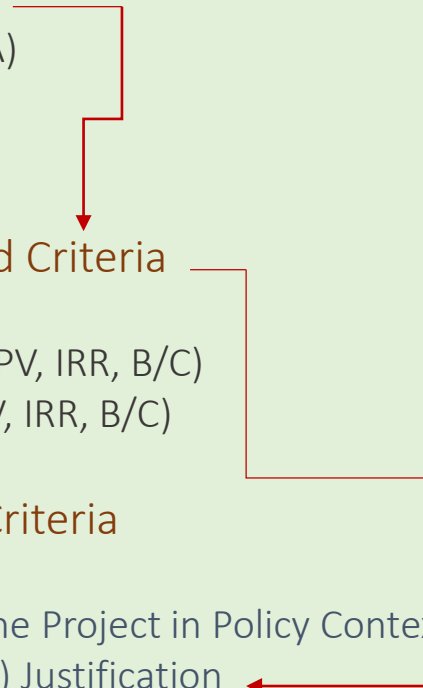 A)
d Criteria
PV, IRR, B/C)
V, IRR, B/C)
Criteria
he Project in Policy Contex
) Justification